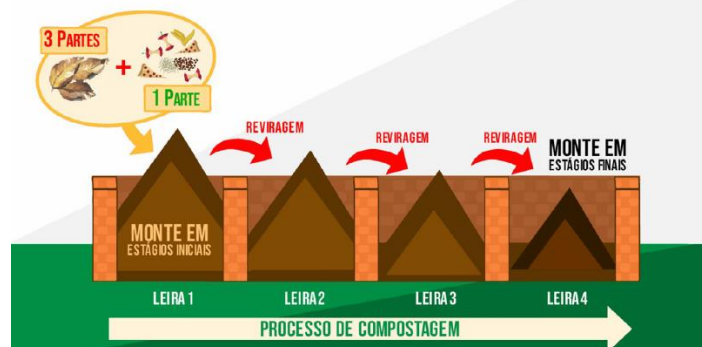 3 PARTES
+
1 PARTE
REVIRAGEM
REVIRAGEM
REVIRAGEM
MONTE EM
ESTÁGIOS FINAIS
MONTE EM
ESTÁGIOS INICIAIS
LEIRA 1
LEIRA 2
LEIRA 3
LEIRA 4
PROCESSO DE COMPOSTAGEM